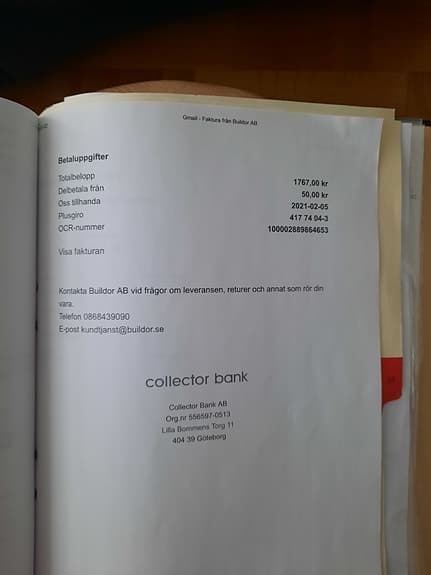 Gmail - Faktura från Buildor AB
Betaluppgifter
Totalbelopp 1767,00 kr
Delbetala från 50,00 kr
Oss tillhanda 2021-02-05
Plusgiro 417 74 04-3
OCR-nummer 100002889864653
Visa fakturan
Kontakta Buildor AB vid frågor om leveransen, returer och annat som rör din
vara.
Telefon 0868439090
E-post kundtjanst@buildor.se
collector bank
Collector Bank AB
Org.nr 556597-0513
Lilla Bommens Torg 11
404 39 Göteborg